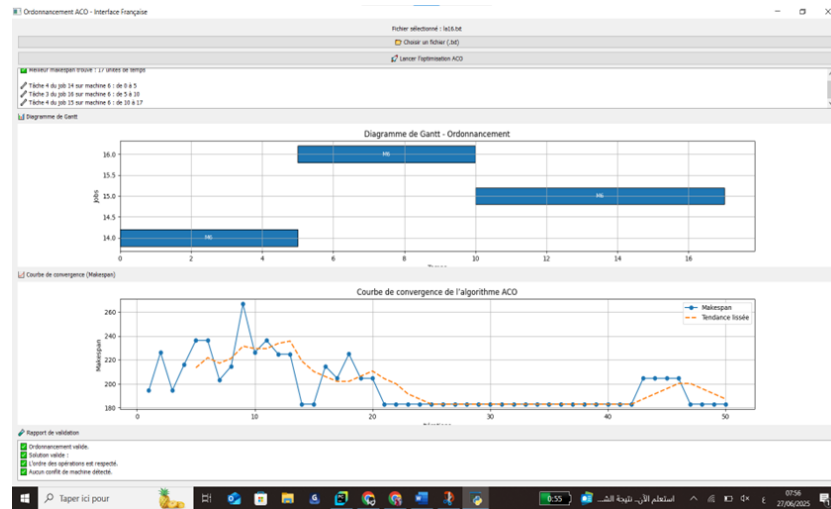 Ordonnancement ACO - Interface Française
Fichier sélectionné : la16.txt
Choisir un fichier (.txt)
Lancer l'optimisation ACO
Meilleur makespan trouvé : 17 unités de temps
Tâche 4 du job 14 sur machine 6 : de 0 à 5
Tâche 3 du job 16 sur machine 6 : de 5 à 10
Tâche 4 du job 15 sur machine 6 : de 10 à 17
Diagramme de Gantt
Diagramme de Gantt - Ordonnancement
Jobs
16.0
15.5
15.0
14.5
14.0
M6
M6
M6
0 2 4 6 8 10 12 14 16
Temps
Courbe de convergence (Makespan)
Courbe de convergence de l'algorithme ACO
Makespan
Tendance lissée
Makespan
260
240
220
200
180
0 10 20 30 40 50
Rapport de validation
Ordonnancement valide.
Solution valide :
L'ordre des opérations est respecté.
Aucun conflit de machine détecté.
Taper ici pour
0:55
استعلم الآن.. نتيجة الشـ...
ع
07:56
27/06/2025